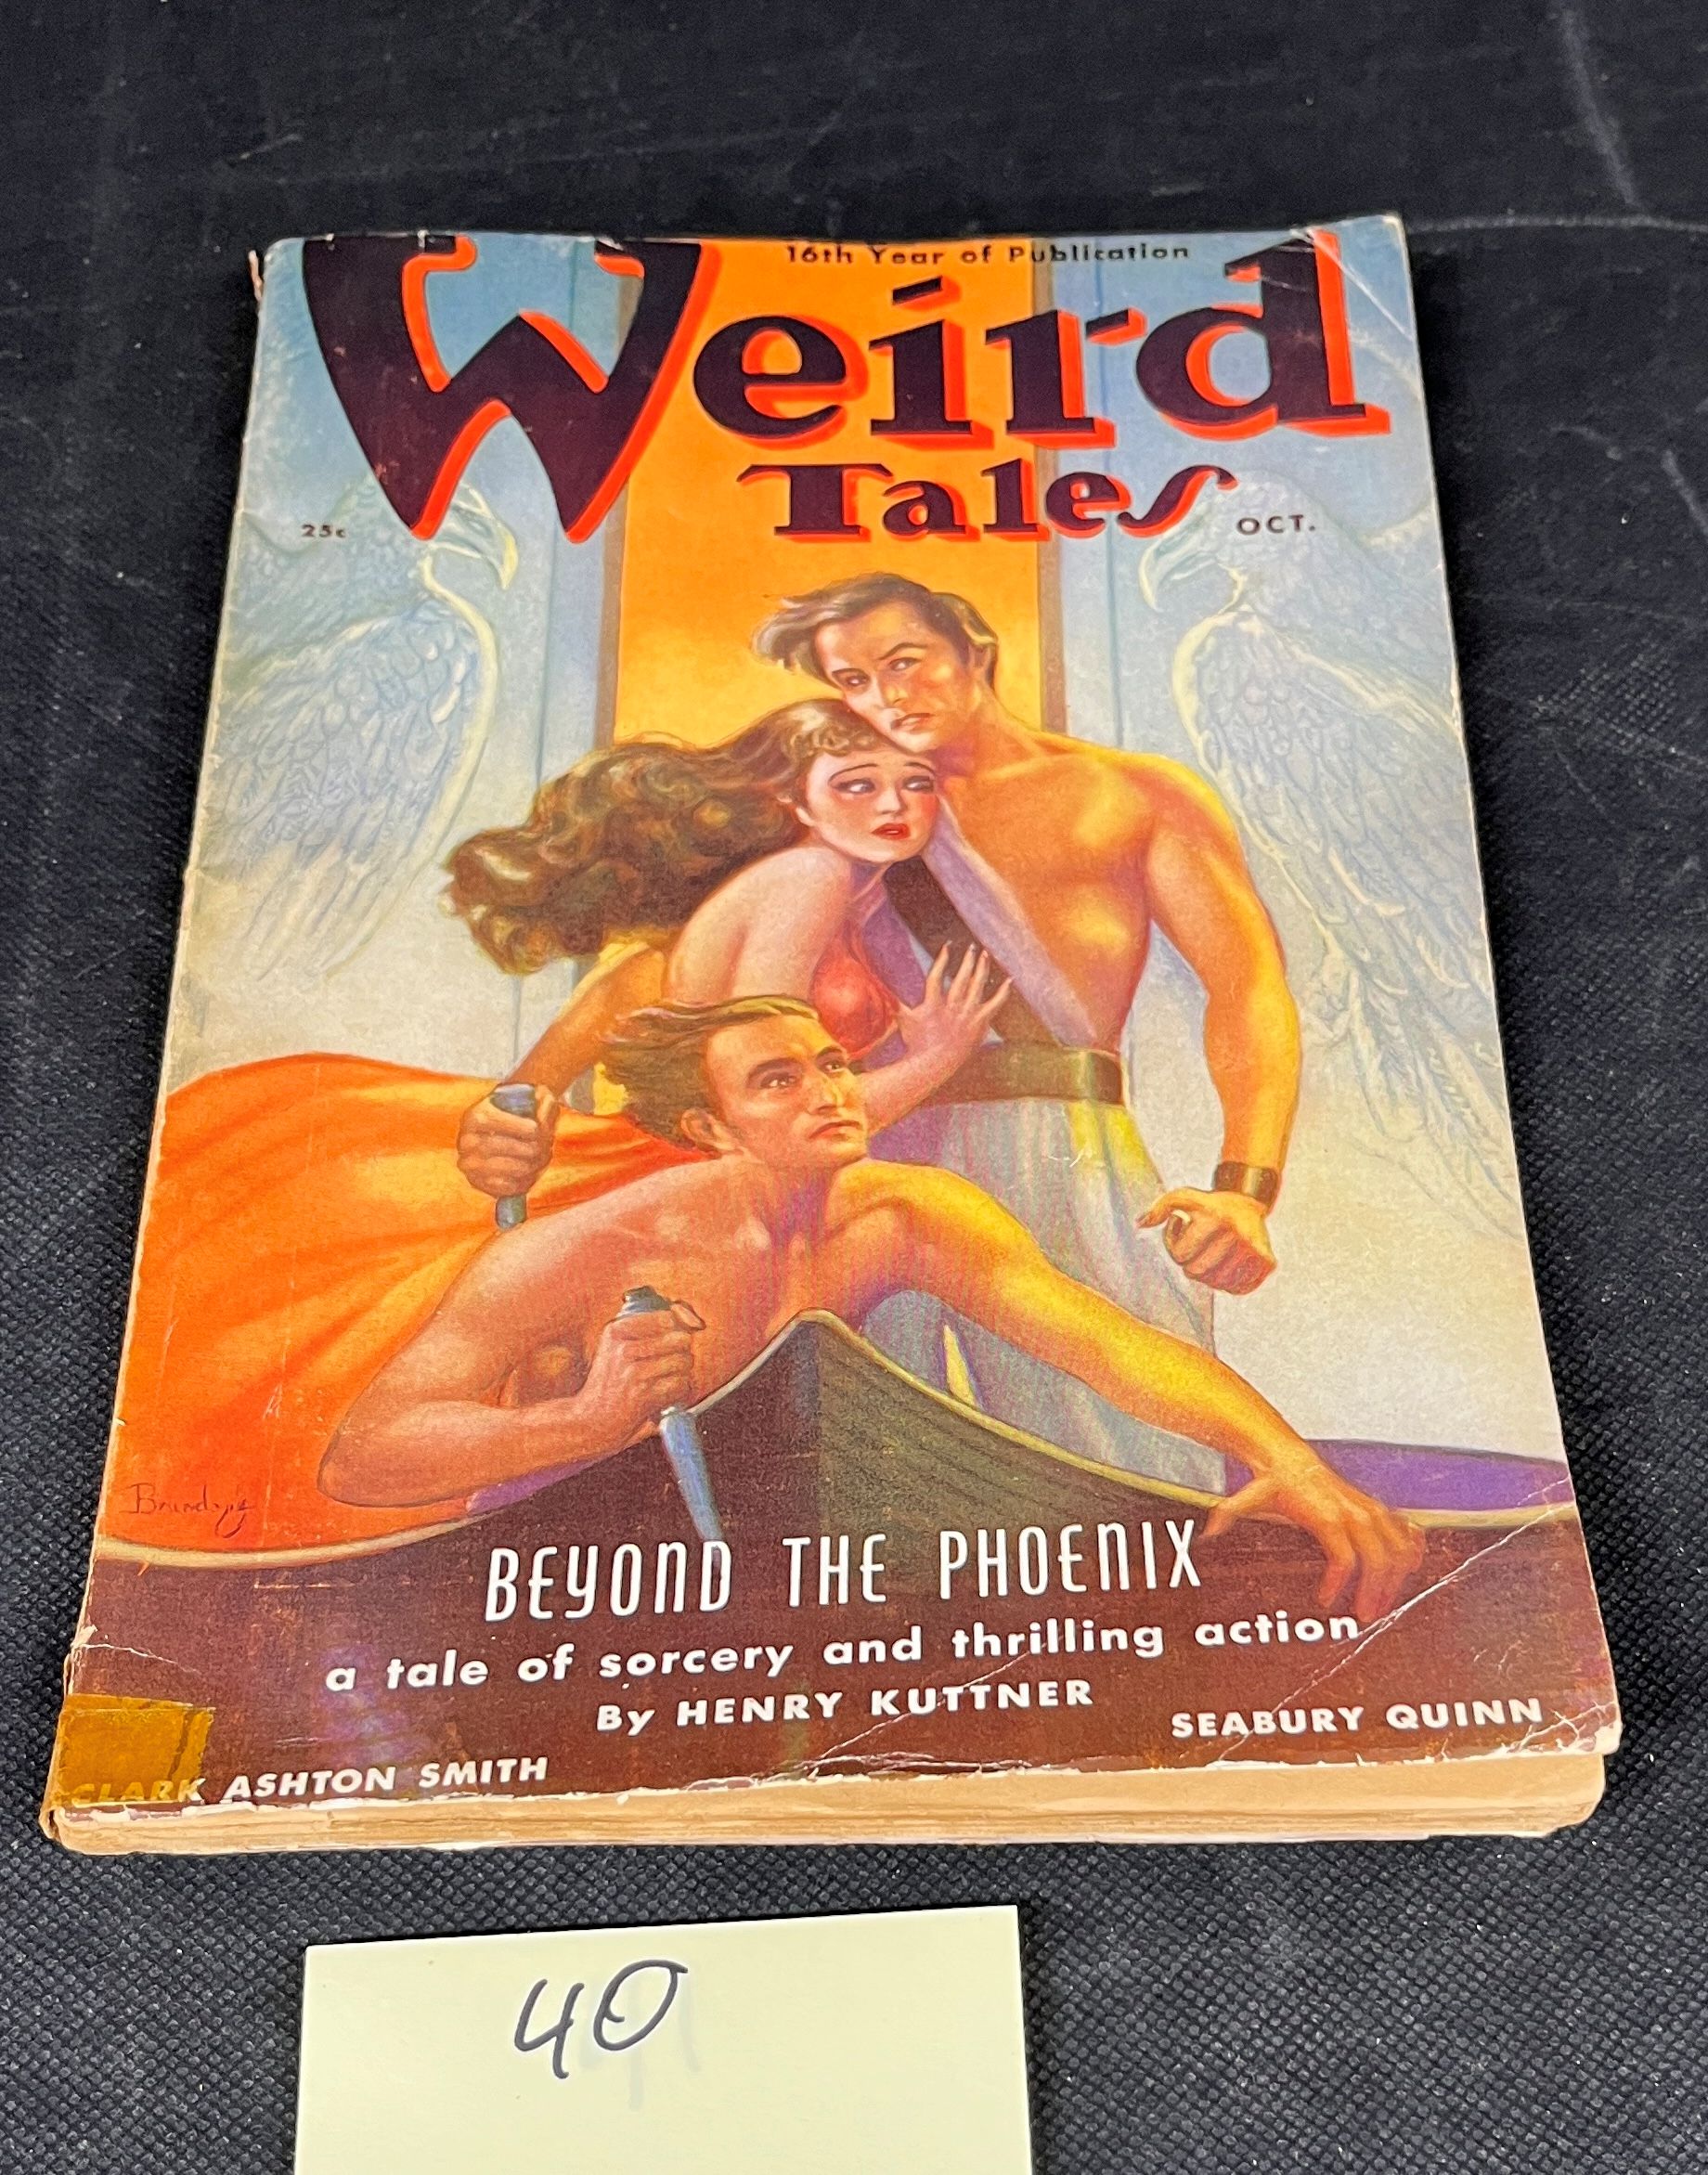 16th Year of Publication
Weird
Tales
25c
OCT.
Brundage
BEYOND THE PHOENIX
a tale of sorcery and thrilling action
By HENRY KUTTNER
SEABURY QUINN
CLARK ASHTON SMITH
40